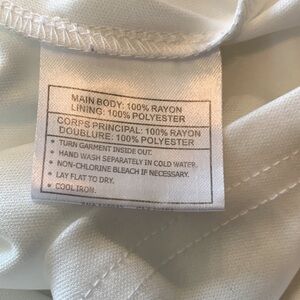 MAIN BODY: 100% RAYON
LINING: 100% POLYESTER
CORPS PRINCIPAL: 100% RAYON
DOUBLURE: 100% POLYESTER
• TURN GARMENT INSIDE OUT.
• HAND WASH SEPARATELY IN COLD WATER.
• NON-CHLORINE BLEACH IF NECESSARY.
• LAY FLAT TO DRY.
• COOL IRON.